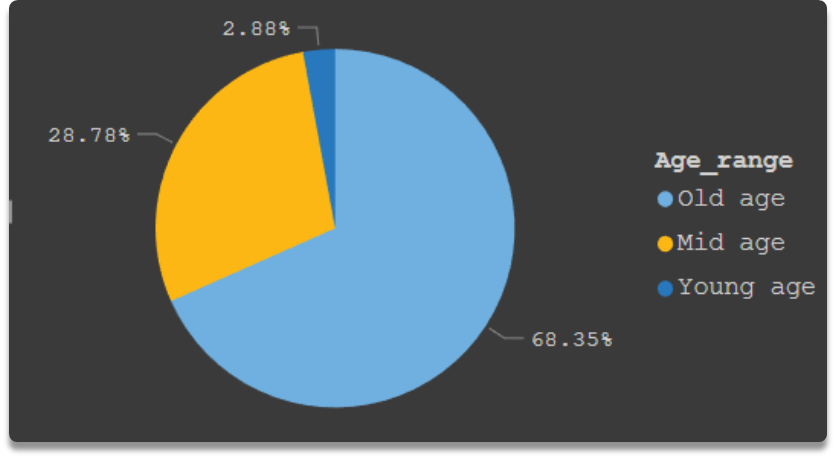 2.88%
28.78%
68.35%
Age_range
Old age
Mid age
Young age